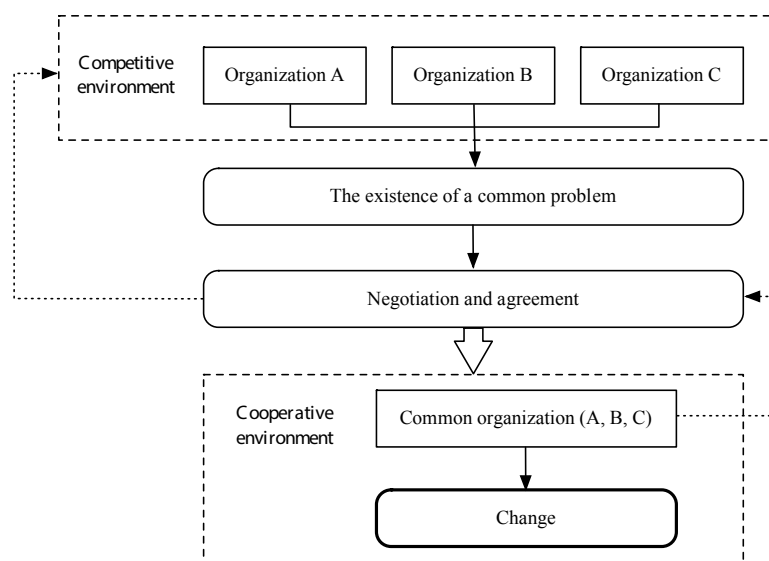 Competitive
environment
Organization A
Organization B
Organization C
The existence of a common problem
Negotiation and agreement
Cooperative
environment
Common organization (A, B, C)
Change